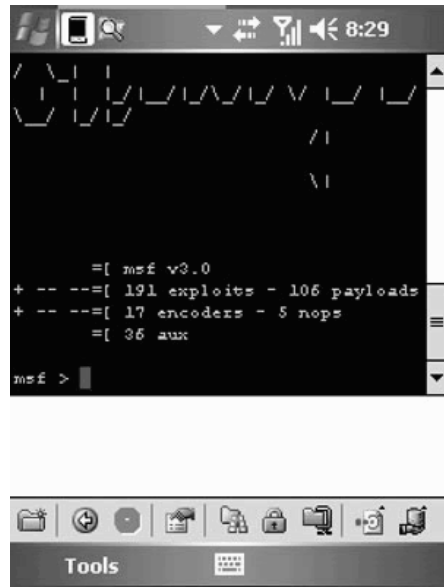 8:29
=[ msf v3.0
+ -- --=[ 191 exploits - 106 payloads
+ -- --=[ 17 encoders - 5 nops
=[ 36 aux
msf >
Tools